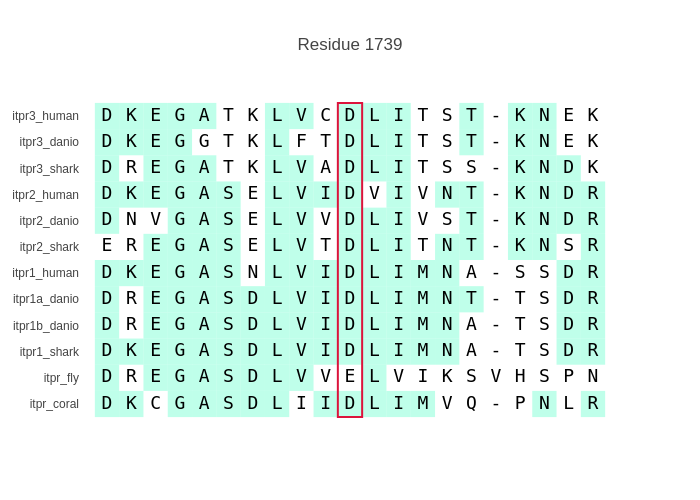 Residue 1739
itpr3_human D K E G A T K L V C D L I T S T - K N E K
itpr3_danio D K E G G T K L F T D L I T S T - K N E K
itpr3_shark D R E G A T K L V A D L I T S S - K N D K
itpr2_human D K E G A S E L V I D V I V N T - K N D R
itpr2_danio D N V G A S E L V V D L I V S T - K N D R
itpr2_shark E R E G A S E L V T D L I T N T - K N S R
itpr1_human D K E G A S N L V I D L I M N A - S S D R
itpr1a_danio D R E G A S D L V I D L I M N T - T S D R
itpr1b_danio D R E G A S D L V I D L I M N A - T S D R
itpr1_shark D K E G A S D L V I D L I M N A - T S D R
itpr_fly D R E G A S D L V V E L V I K S V H S P N
itpr_coral D K C G A S D L I I D L I M V Q - P N L R